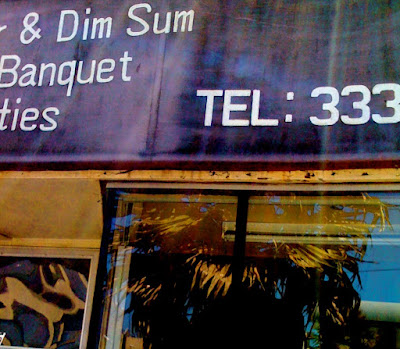 & Dim Sum
Banquet
ties
TEL: 333